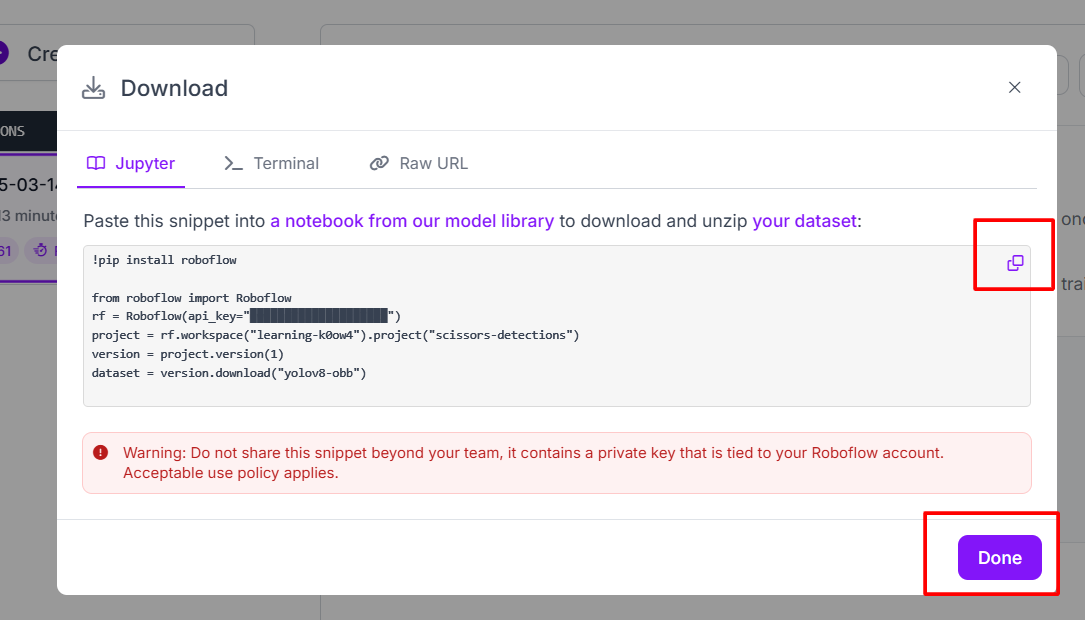 Cre
ONS
5-03-14
13 minute
61
Download
Jupyter
Terminal
Raw URL
Paste this snippet into a notebook from our model library to download and unzip your dataset:
!pip install roboflow
from roboflow import Roboflow
rf = Roboflow(api_key="███████████████████")
project = rf.workspace("learning-k0ow4").project("scissors-detections")
version = project.version(1)
dataset = version.download("yolov8-obb")
Warning: Do not share this snippet beyond your team, it contains a private key that is tied to your Roboflow account.
Acceptable use policy applies.
Done
onc
trai